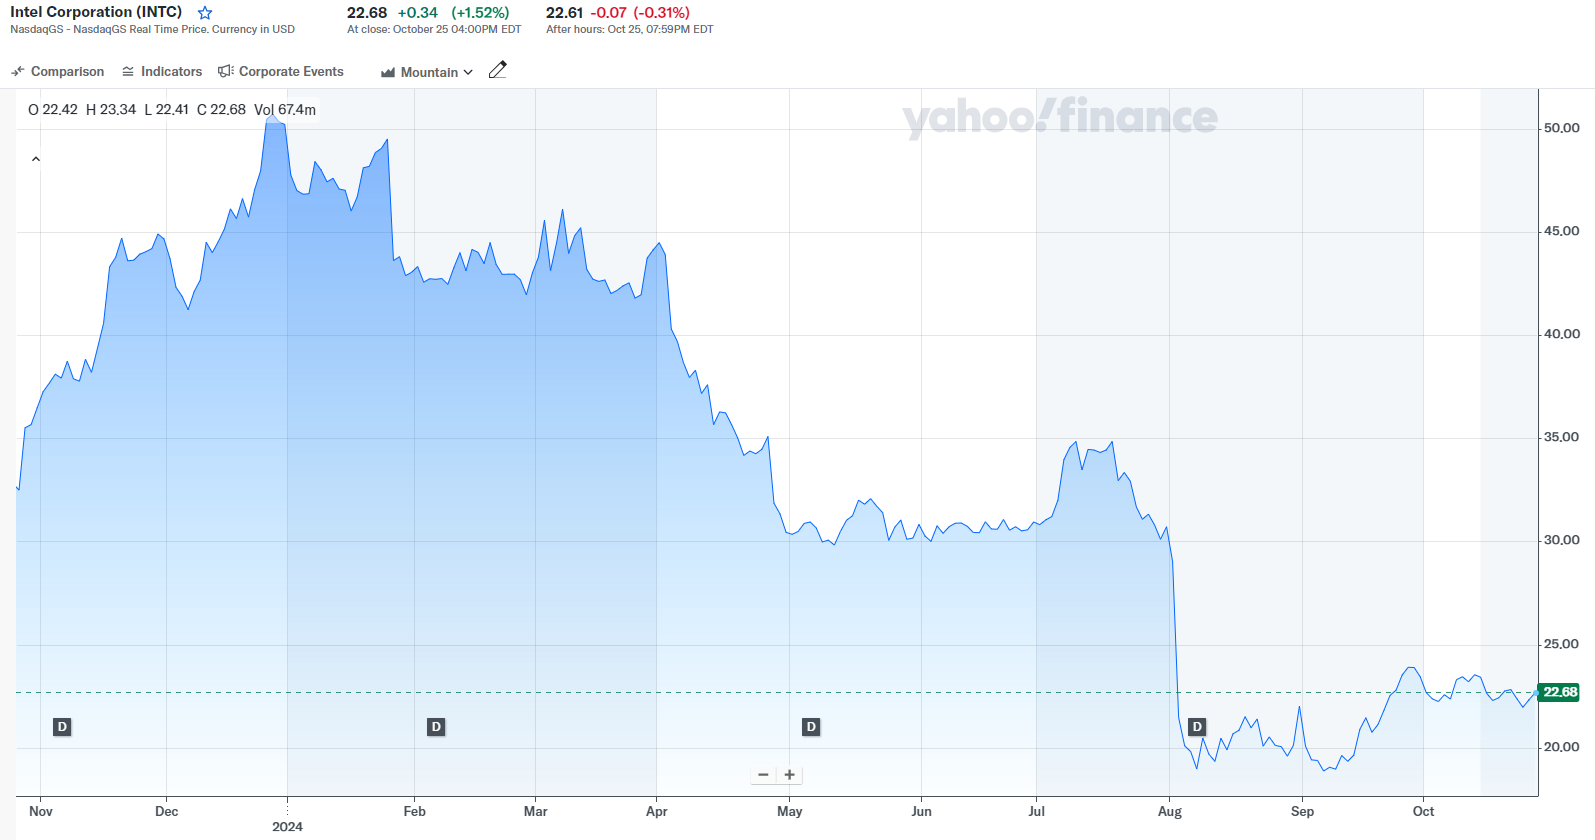 Intel Corporation (INTC)
22.68 +0.34 (+1.52%) 22.61 -0.07 (-0.31%)
NasdaqGS - NasdaqGS Real Time Price. Currency in USD At close: October 25 04:00PM EDT After hours: Oct 25, 07:59PM EDT
Comparison Indicators Corporate Events Mountain
O 22.42 H 23.34 L 22.41 C 22.68 Vol 67.4m
yahoo!finance
50.00
45.00
40.00
35.00
30.00
25.00
22.68
20.00
D D D D
− +
Nov Dec Feb Mar Apr May Jun Jul Aug Sep Oct
2024